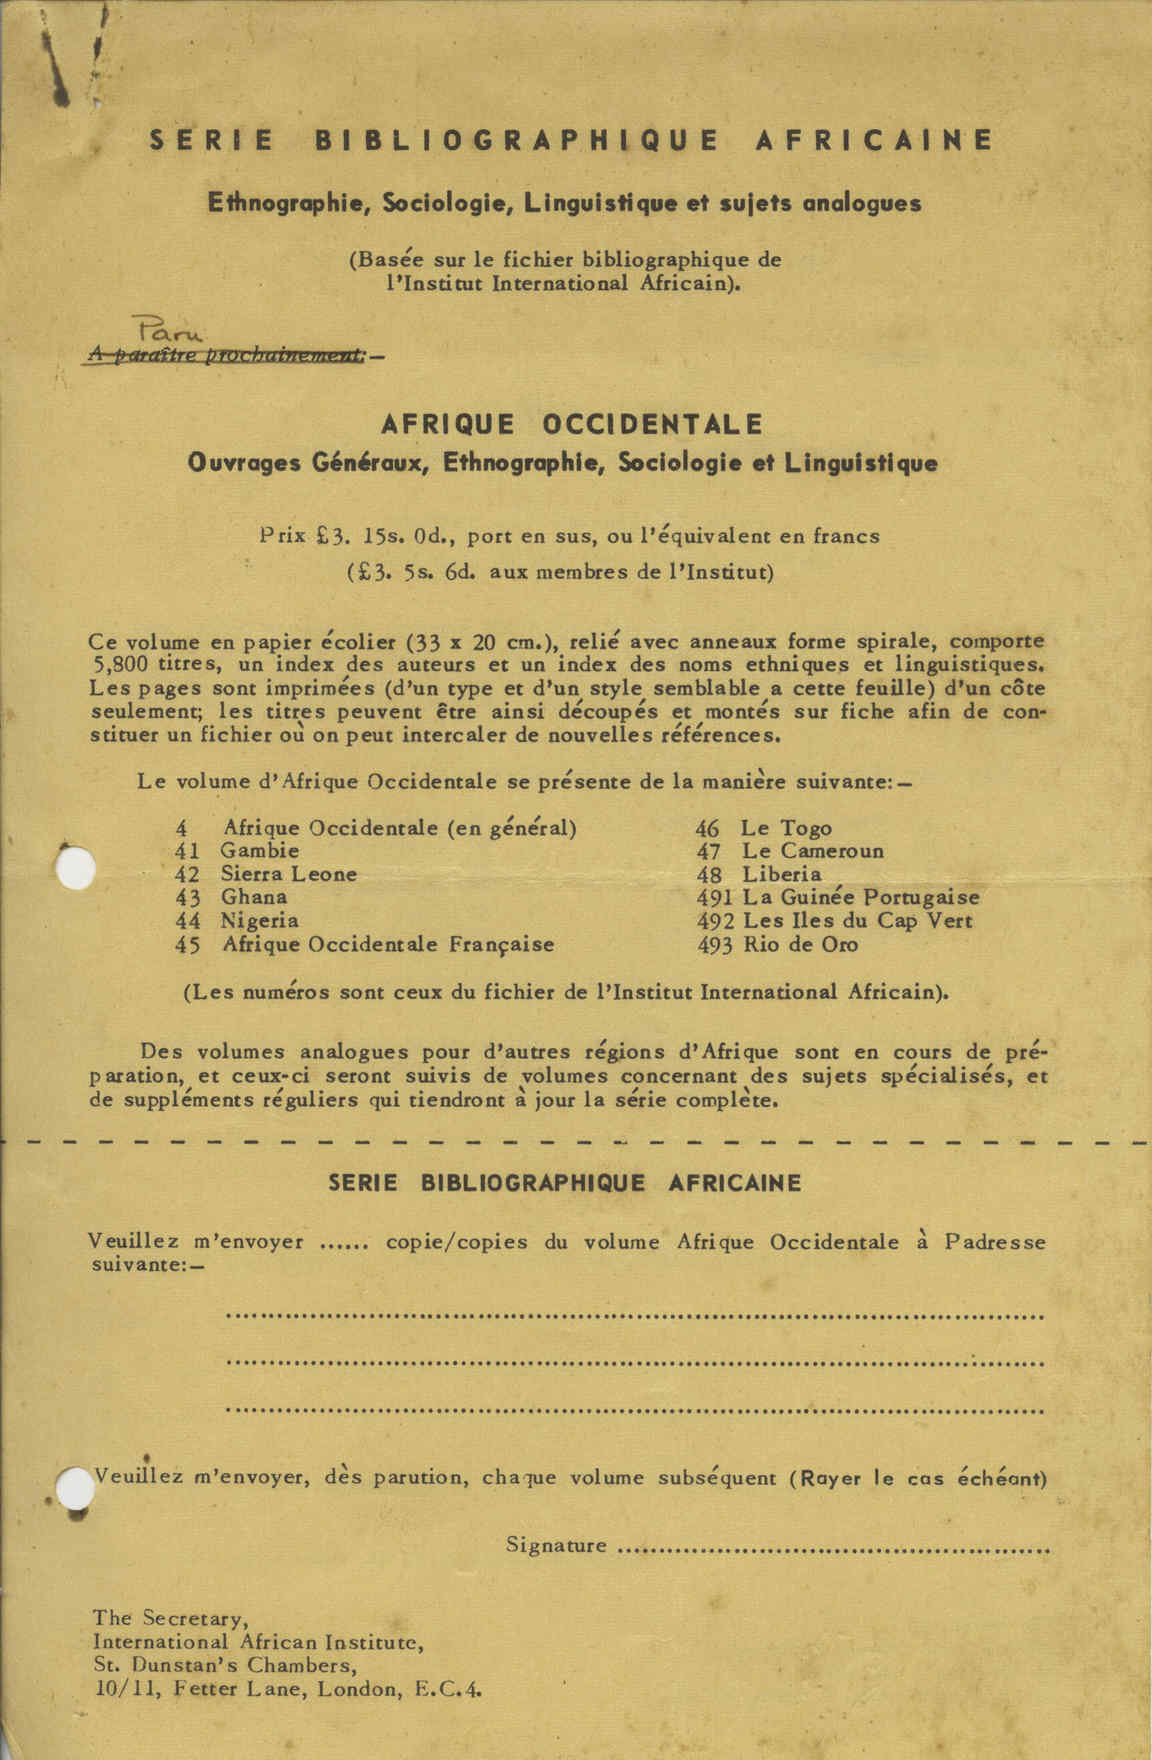 SERIE BIBLIOGRAPHIQUE AFRICAINE
Ethnographie, Sociologie, Linguistique et sujets analogues
(Basée sur le fichier bibliographique de
l'Institut International Africain).
Paru
A paraître prochainement:—
AFRIQUE OCCIDENTALE
Ouvrages Généraux, Ethnographie, Sociologie et Linguistique
Prix £3. 15s. 0d., port en sus, ou l'équivalent en francs
(£3. 5s. 6d. aux membres de l'Institut)
Ce volume en papier écolier (33 x 20 cm.), relié avec anneaux forme spirale, comporte
5,800 titres, un index des auteurs et un index des noms ethniques et linguistiques.
Les pages sont imprimées (d'un type et d'un style semblable a cette feuille) d'un côte
seulement; les titres peuvent être ainsi découpés et montés sur fiche afin de con-
stituer un fichier où on peut intercaler de nouvelles références.
Le volume d'Afrique Occidentale se présente de la manière suivante:—
4 Afrique Occidentale (en général)
41 Gambie
42 Sierra Leone
43 Ghana
44 Nigeria
45 Afrique Occidentale Française
46 Le Togo
47 Le Cameroun
48 Liberia
491 La Guinée Portugaise
492 Les Iles du Cap Vert
493 Rio de Oro
(Les numéros sont ceux du fichier de l'Institut International Africain).
Des volumes analogues pour d'autres régions d'Afrique sont en cours de pré-
paration, et ceux-ci seront suivis de volumes concernant des sujets spécialisés, et
de suppléments réguliers qui tiendront à jour la série complète.
SERIE BIBLIOGRAPHIQUE AFRICAINE
Veuillez m'envoyer ...... copie/copies du volume Afrique Occidentale à Padresse
suivante:—
Veuillez m'envoyer, dès parution, chaque volume subséquent (Rayer le cas échéant)
Signature ....................................................
The Secretary,
International African Institute,
St. Dunstan's Chambers,
10/11, Fetter Lane, London, E.C.4.